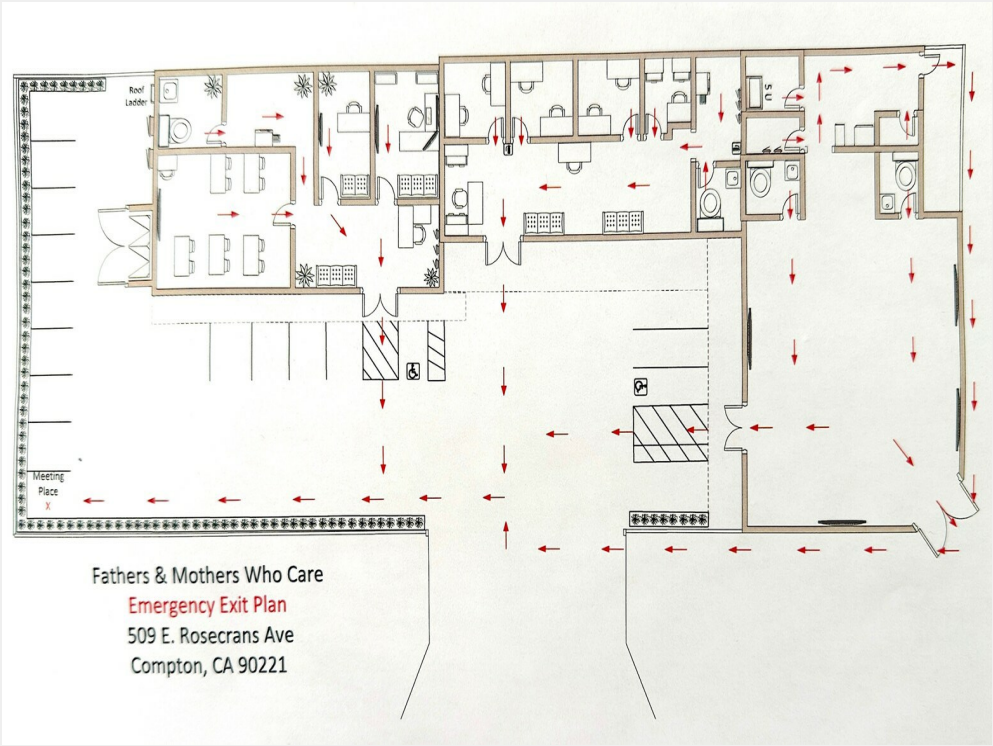 Roof
Ladder
S U
Meeting
Place
x
Fathers & Mothers Who Care
Emergency Exit Plan
509 E. Rosecrans Ave
Compton, CA 90221